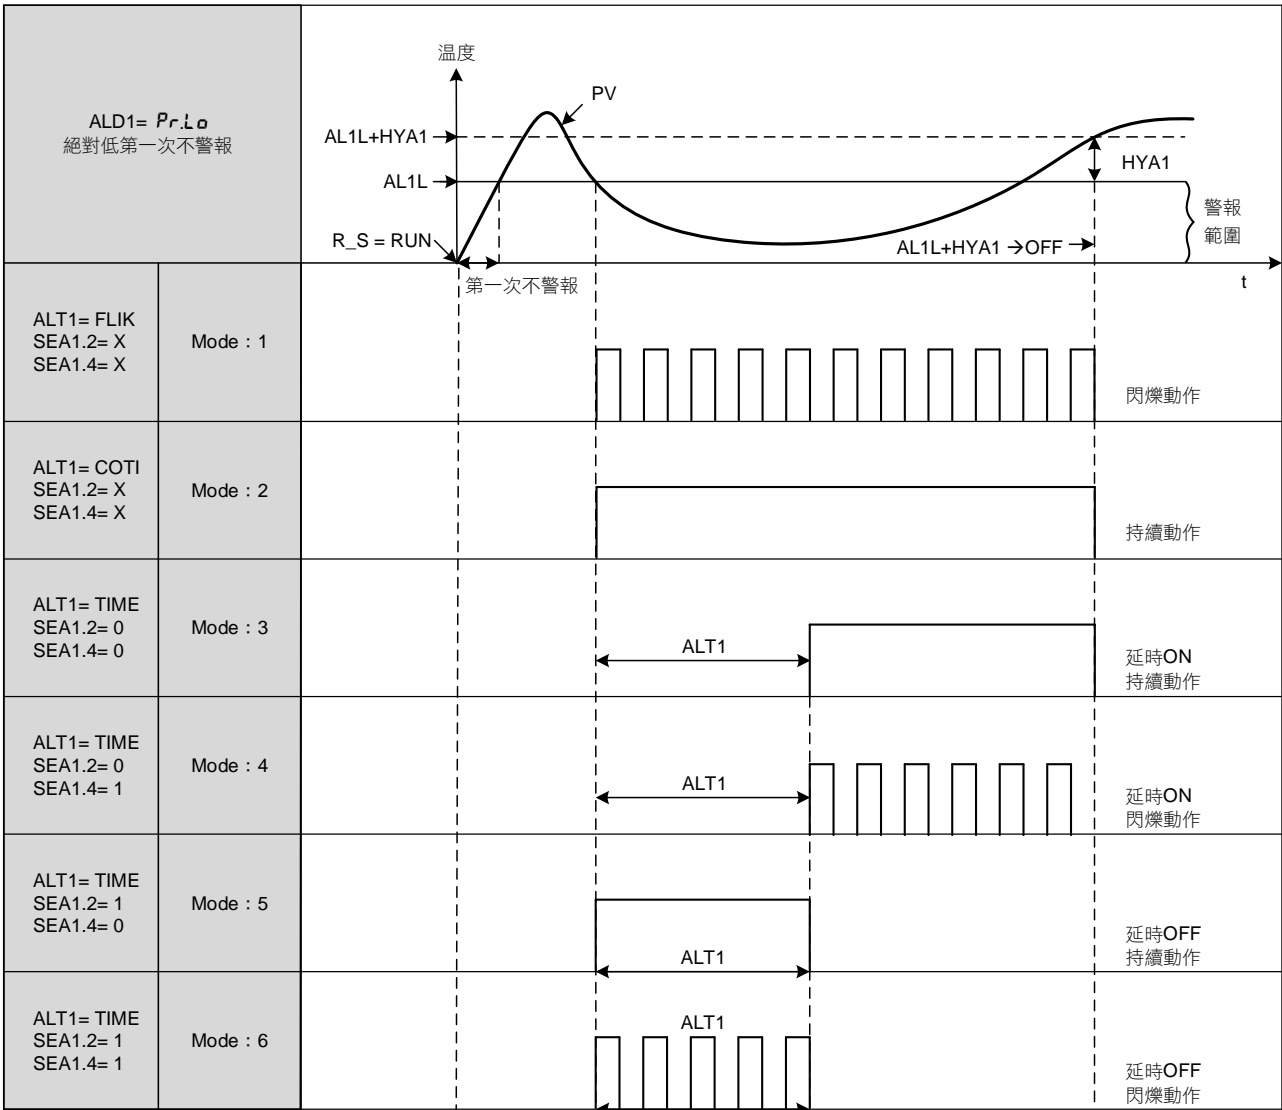 ALD1= Pr.Lo
絕對低第一次不警報
温度
PV
AL1L+HYA1
HYA1
AL1L
警報
範圍
R_S = RUN
AL1L+HYA1 →OFF
第一次不警報
t
ALT1= FLIK
SEA1.2= X
SEA1.4= X
Mode：1
閃爍動作
ALT1= COTI
SEA1.2= X
SEA1.4= X
Mode：2
持續動作
ALT1= TIME
SEA1.2= 0
SEA1.4= 0
Mode：3
ALT1
延時ON
持續動作
ALT1= TIME
SEA1.2= 0
SEA1.4= 1
Mode：4
ALT1
延時ON
閃爍動作
ALT1= TIME
SEA1.2= 1
SEA1.4= 0
Mode：5
ALT1
延時OFF
持續動作
ALT1= TIME
SEA1.2= 1
SEA1.4= 1
Mode：6
ALT1
延時OFF
閃爍動作